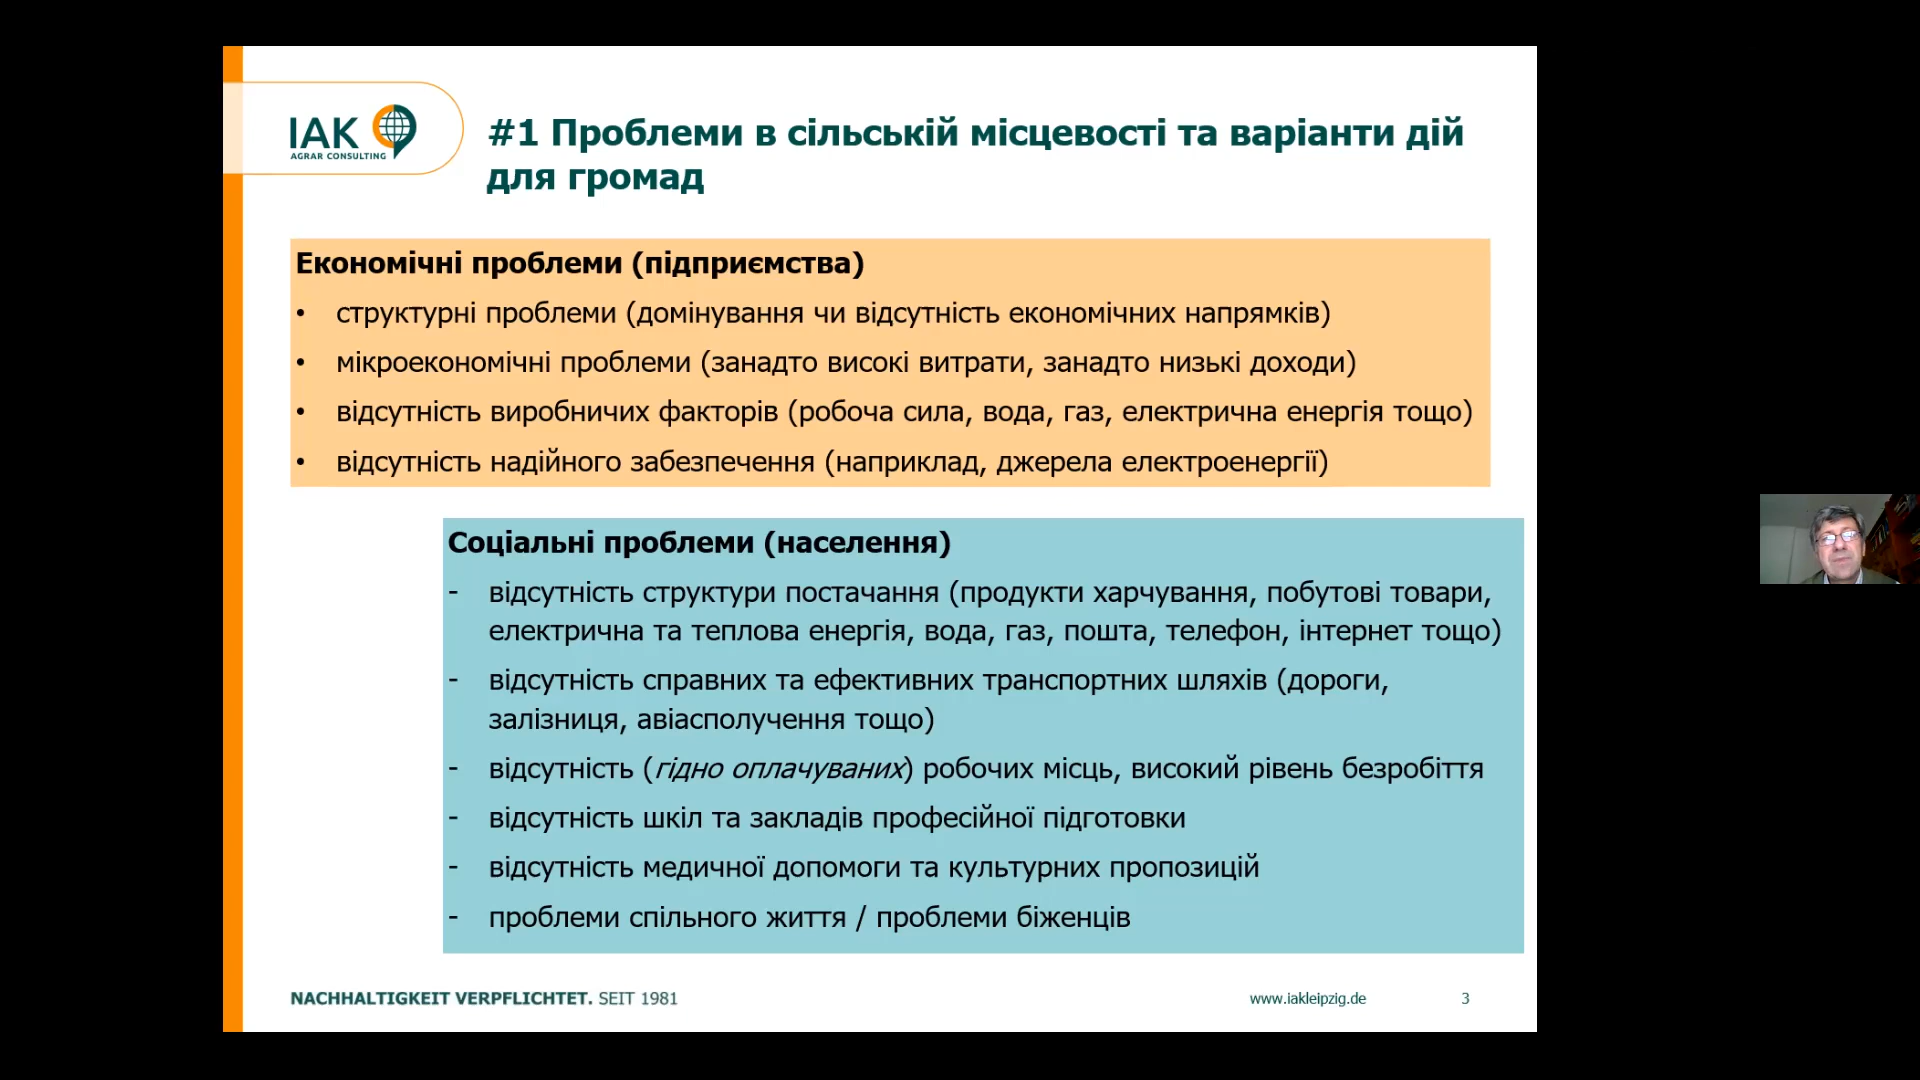 IAK
AGRAR CONSULTING
#1 Проблеми в сільській місцевості та варіанти дій
для громад
Економічні проблеми (підприємства)
• структурні проблеми (домінування чи відсутність економічних напрямків)
• мікроекономічні проблеми (занадто високі витрати, занадто низькі доходи)
• відсутність виробничих факторів (робоча сила, вода, газ, електрична енергія тощо)
• відсутність надійного забезпечення (наприклад, джерела електроенергії)
Соціальні проблеми (населення)
- відсутність структури постачання (продукти харчування, побутові товари,
електрична та теплова енергія, вода, газ, пошта, телефон, інтернет тощо)
- відсутність справних та ефективних транспортних шляхів (дороги,
залізниця, авіасполучення тощо)
- відсутність (гідно оплачуваних) робочих місць, високий рівень безробіття
- відсутність шкіл та закладів професійної підготовки
- відсутність медичної допомоги та культурних пропозицій
- проблеми спільного життя / проблеми біженців
NACHHALTIGKEIT VERPFLICHTET. SEIT 1981
www.iakleipzig.de
3